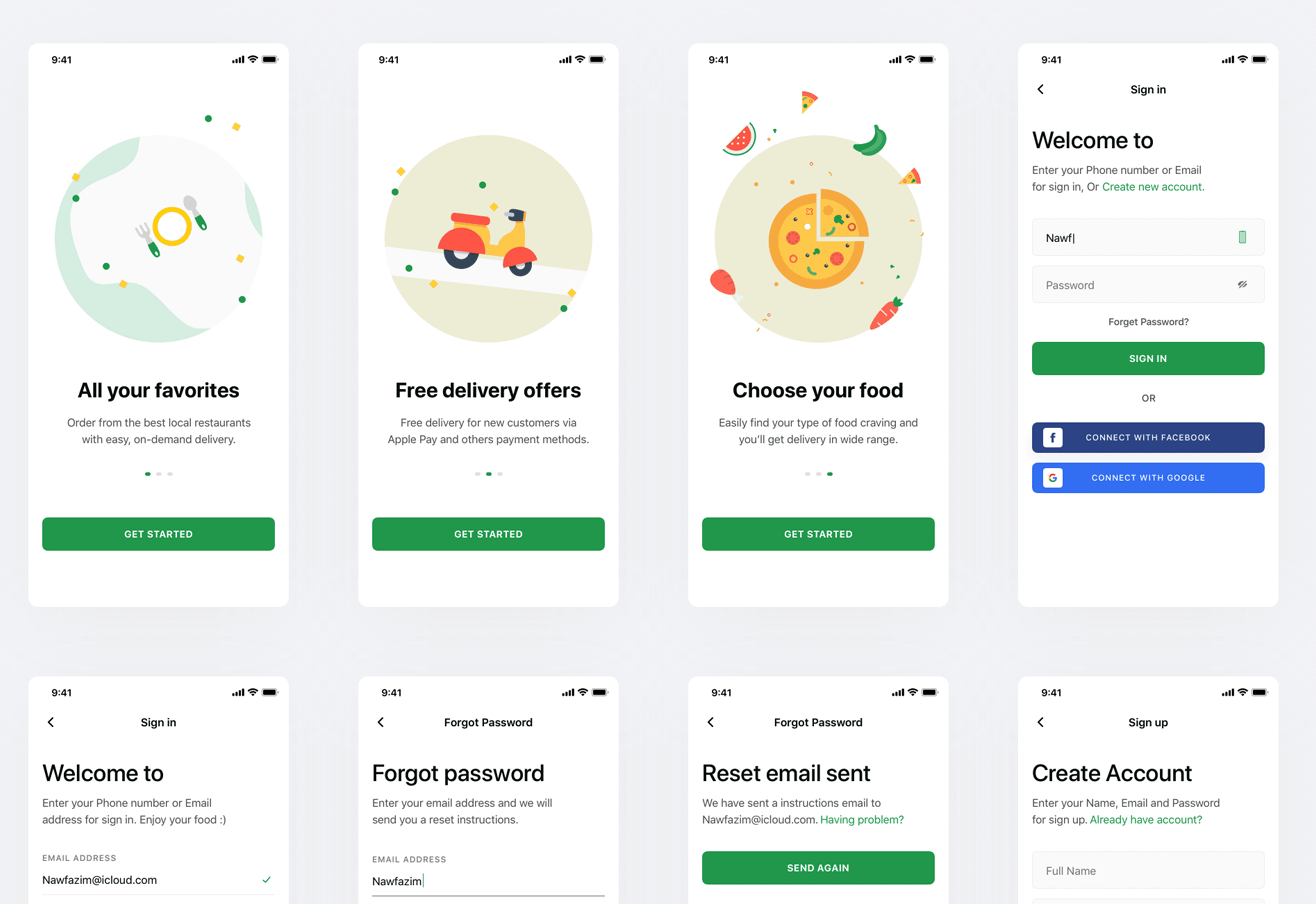 9:41
All your favorites
Order from the best local restaurants
with easy, on-demand delivery.
GET STARTED
9:41
Free delivery offers
Free delivery for new customers via
Apple Pay and others payment methods.
GET STARTED
9:41
Choose your food
Easily find your type of food craving and
you'll get delivery in wide range.
GET STARTED
9:41
Sign in
Welcome to
Enter your Phone number or Email
for sign in, Or Create new account.
Nawf
Password
Forget Password?
SIGN IN
OR
CONNECT WITH FACEBOOK
CONNECT WITH GOOGLE
9:41
Sign in
Welcome to
Enter your Phone number or Email
address for sign in. Enjoy your food :)
EMAIL ADDRESS
Nawfazim@icloud.com
9:41
Forgot Password
Forgot password
Enter your email address and we will
send you a reset instructions.
EMAIL ADDRESS
Nawfazim
9:41
Forgot Password
Reset email sent
We have sent a instructions email to
Nawfazim@icloud.com. Having problem?
SEND AGAIN
9:41
Sign up
Create Account
Enter your Name, Email and Password
for sign up. Already have account?
Full Name